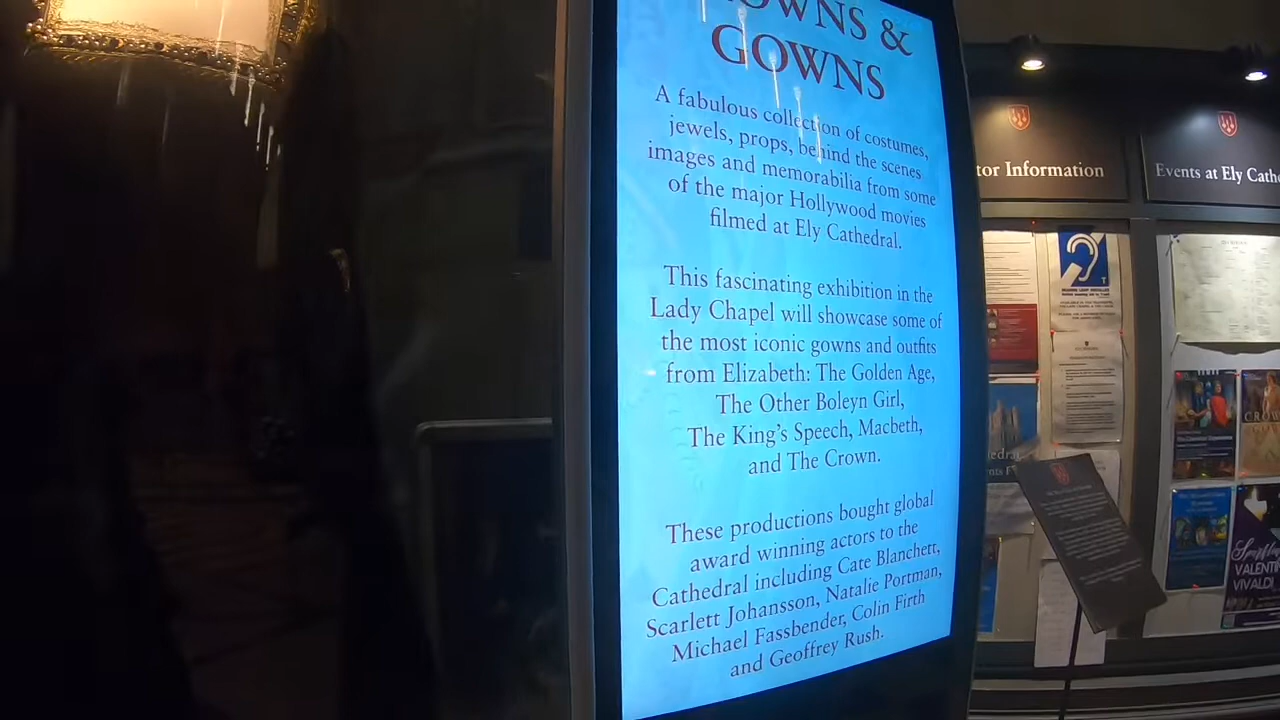 OWNS &
GOWNS
A fabulous collection of costumes,
jewels, props, behind the scenes
images and memorabilia from some
of the major Hollywood movies
filmed at Ely Cathedral.
This fascinating exhibition in the
Lady Chapel will showcase some of
the most iconic gowns and outfits
from Elizabeth: The Golden Age,
The Other Boleyn Girl,
The King's Speech, Macbeth,
and The Crown.
These productions bought global
award winning actors to the
Cathedral including Cate Blanchett,
Scarlett Johansson, Natalie Portman,
Michael Fassbender, Colin Firth
and Geoffrey Rush.
tor Information
Events at Ely Cathe
T
VALENTI
VIVALDI